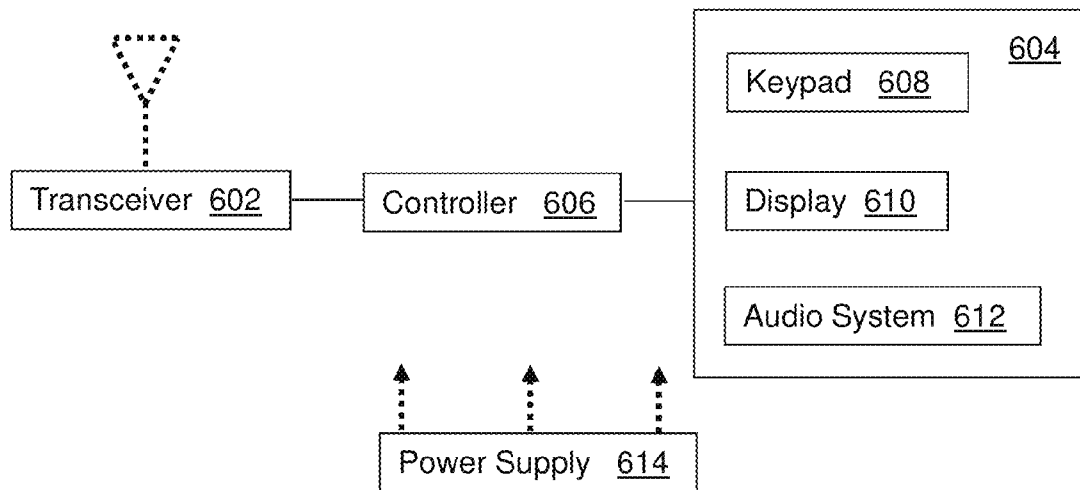 604
Keypad 608
Transceiver 602
Controller 606
Display 610
Audio System 612
Power Supply 614